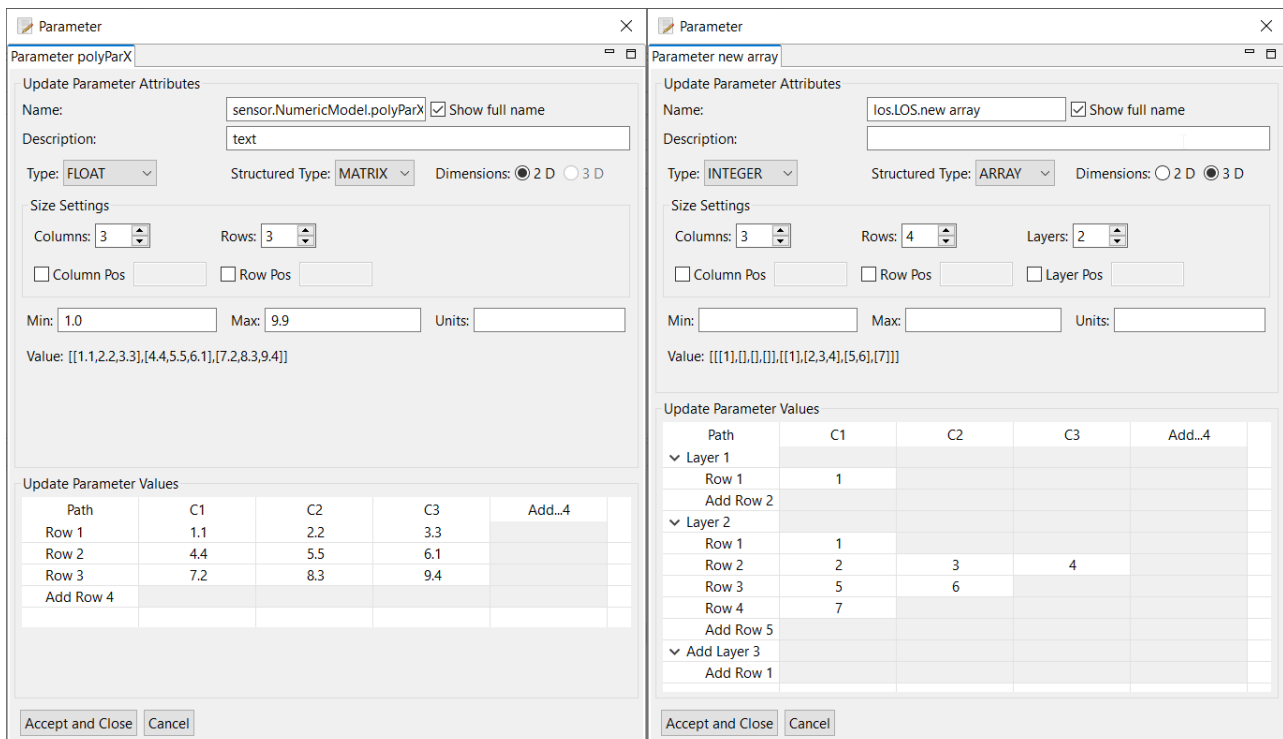 Parameter
Parameter polyParX
Update Parameter Attributes
Name: sensor.NumericModel.polyParX Show full name
Description: text
Type: FLOAT Structured Type: MATRIX Dimensions: 2 D 3 D
Size Settings
Columns: 3 Rows: 3
Column Pos Row Pos
Min: 1.0 Max: 9.9 Units:
Value: [[1.1,2.2,3.3],[4.4,5.5,6.1],[7.2,8.3,9.4]]
Update Parameter Values
Path C1 C2 C3 Add...4
Row 1 1.1 2.2 3.3
Row 2 4.4 5.5 6.1
Row 3 7.2 8.3 9.4
Add Row 4
Accept and Close Cancel
Parameter
Parameter new array
Update Parameter Attributes
Name: los.LOS.new array Show full name
Description:
Type: INTEGER Structured Type: ARRAY Dimensions: 2 D 3 D
Size Settings
Columns: 3 Rows: 4 Layers: 2
Column Pos Row Pos Layer Pos
Min: Max: Units:
Value: [[[1],[],[],[]],[[1],[2,3,4],[5,6],[7]]]
Update Parameter Values
Path C1 C2 C3 Add...4
Layer 1
Row 1 1
Add Row 2
Layer 2
Row 1 1
Row 2 2 3 4
Row 3 5 6
Row 4 7
Add Row 5
Add Layer 3
Add Row 1
Accept and Close Cancel